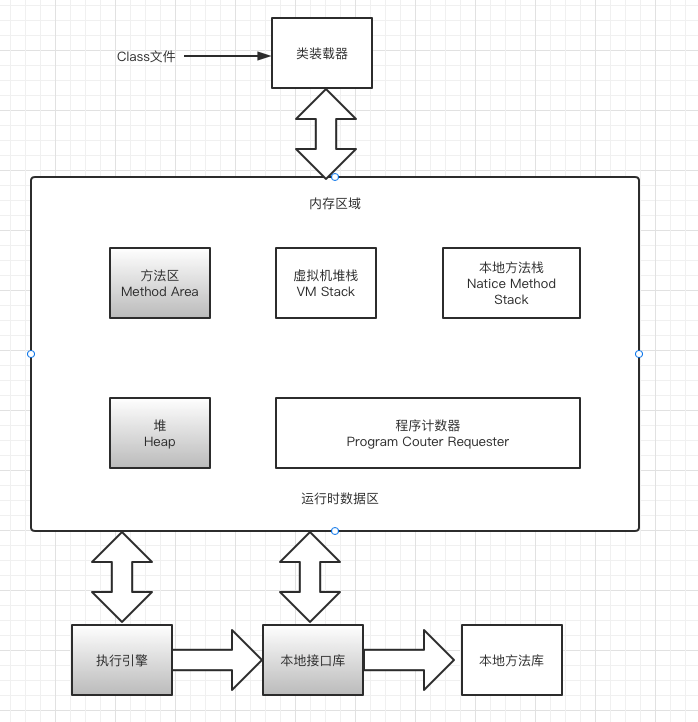 Class文件
类装载器
内存区域
方法区
Method Area
虚拟机堆栈
VM Stack
本地方法栈
Natice Method
Stack
堆
Heap
程序计数器
Program Couter Requester
运行时数据区
执行引擎
本地接口库
本地方法库